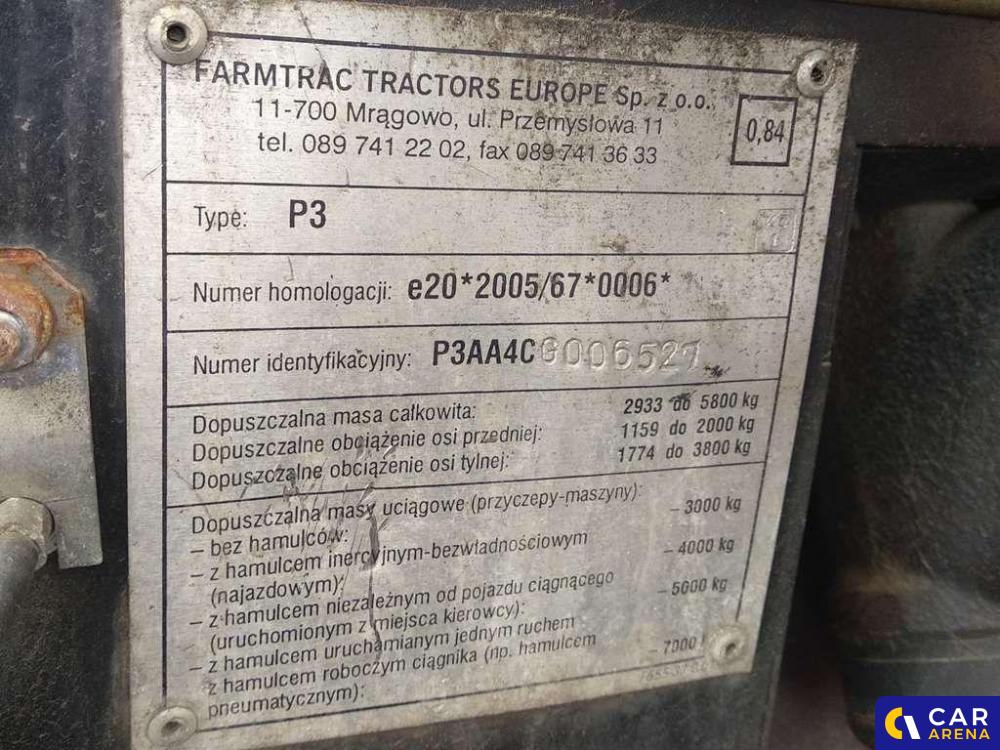 FARMTRAC TRACTORS EUROPE Sp. z o.o.,
11-700 Mrągowo, ul. Przemysłowa 11
tel. 089 741 22 02, fax 089 741 36 33
0,84
Type: P3
Numer homologacji: e20*2005/67*0006*
Numer identyfikacyjny: P3AA4CG006527
Dopuszczalna masa całkowita: 2933 do 5800 kg
Dopuszczalne obciążenie osi przedniej: 1159 do 2000 kg
Dopuszczalne obciążenie osi tylnej: 1774 do 3800 kg
Dopuszczalna masy uciągowe (przyczepy-maszyny):
– bez hamulców: – 3000 kg
– z hamulcem inercyjnym-bezwładnościowym
(najazdowym): – 4000 kg
– z hamulcem niezależnym od pojazdu ciągnącego
(uruchomionym z miejsca kierowcy): – 5000 kg
– z hamulcem uruchamianym jednym ruchem
z hamulcem roboczym ciągnika (np. hamulcem
pneumatycznym): – 7000
CAR
ARENA